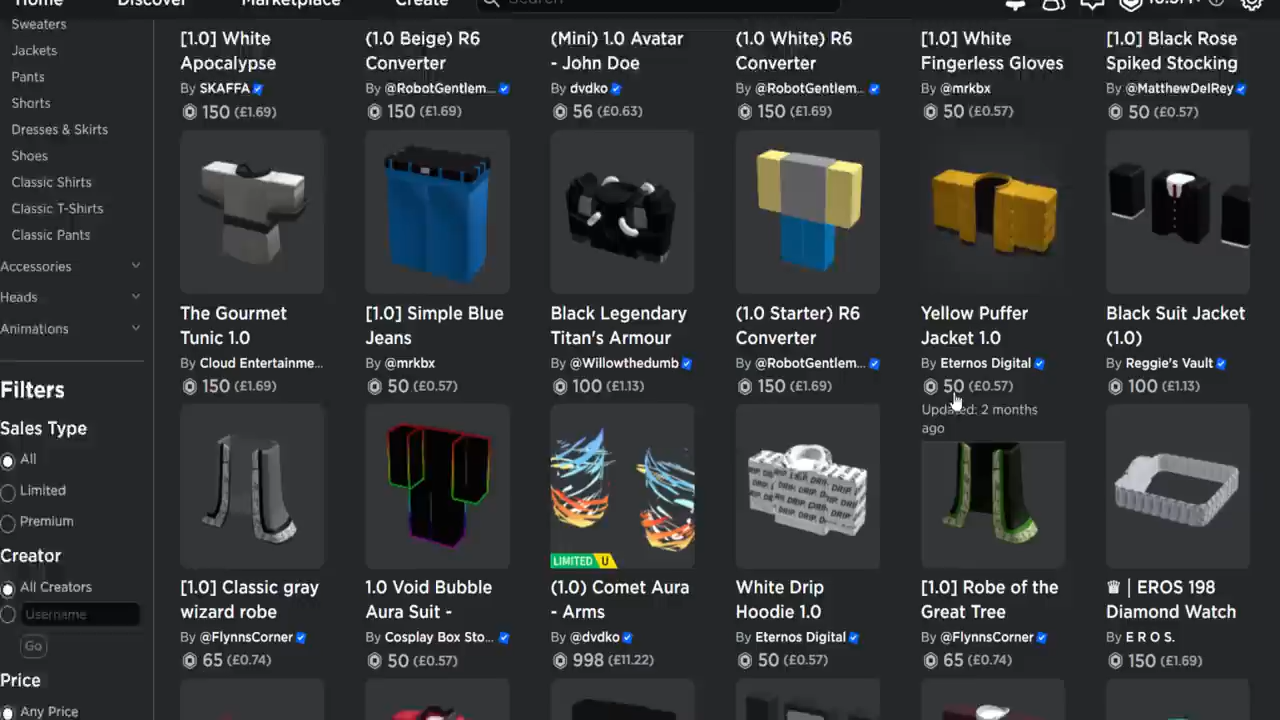 Home Discover Marketplace Create Search
Sweaters
Jackets
Pants
Shorts
Dresses & Skirts
Shoes
Classic Shirts
Classic T-Shirts
Classic Pants
Accessories
Heads
Animations
Filters
Sales Type
All
Limited
Premium
Creator
All Creators
Username
Go
Price
Any Price
[1.0] White
Apocalypse
By SKAFFA
150 (£1.69)
(1.0 Beige) R6
Converter
By @RobotGentlem...
150 (£1.69)
(Mini) 1.0 Avatar
- John Doe
By dvdko
56 (£0.63)
(1.0 White) R6
Converter
By @RobotGentlem...
150 (£1.69)
[1.0] White
Fingerless Gloves
By @mrkbx
50 (£0.57)
[1.0] Black Rose
Spiked Stocking
By @MatthewDelRey
50 (£0.57)
The Gourmet
Tunic 1.0
By Cloud Entertainme...
150 (£1.69)
[1.0] Simple Blue
Jeans
By @mrkbx
50 (£0.57)
Black Legendary
Titan's Armour
By @Willowthedumb
100 (£1.13)
(1.0 Starter) R6
Converter
By @RobotGentlem...
150 (£1.69)
Yellow Puffer
Jacket 1.0
By Eternos Digital
50 (£0.57)
Updated: 2 months
ago
Black Suit Jacket
(1.0)
By Reggie's Vault
100 (£1.13)
[1.0] Classic gray
wizard robe
By @FlynnsCorner
65 (£0.74)
1.0 Void Bubble
Aura Suit -
By Cosplay Box Sto...
50 (£0.57)
LIMITED U
(1.0) Comet Aura
- Arms
By @dvdko
998 (£11.22)
DRIP DRIP DRIP
White Drip
Hoodie 1.0
By Eternos Digital
50 (£0.57)
[1.0] Robe of the
Great Tree
By @FlynnsCorner
65 (£0.74)
♛ | EROS 198
Diamond Watch
By E R O S.
150 (£1.69)